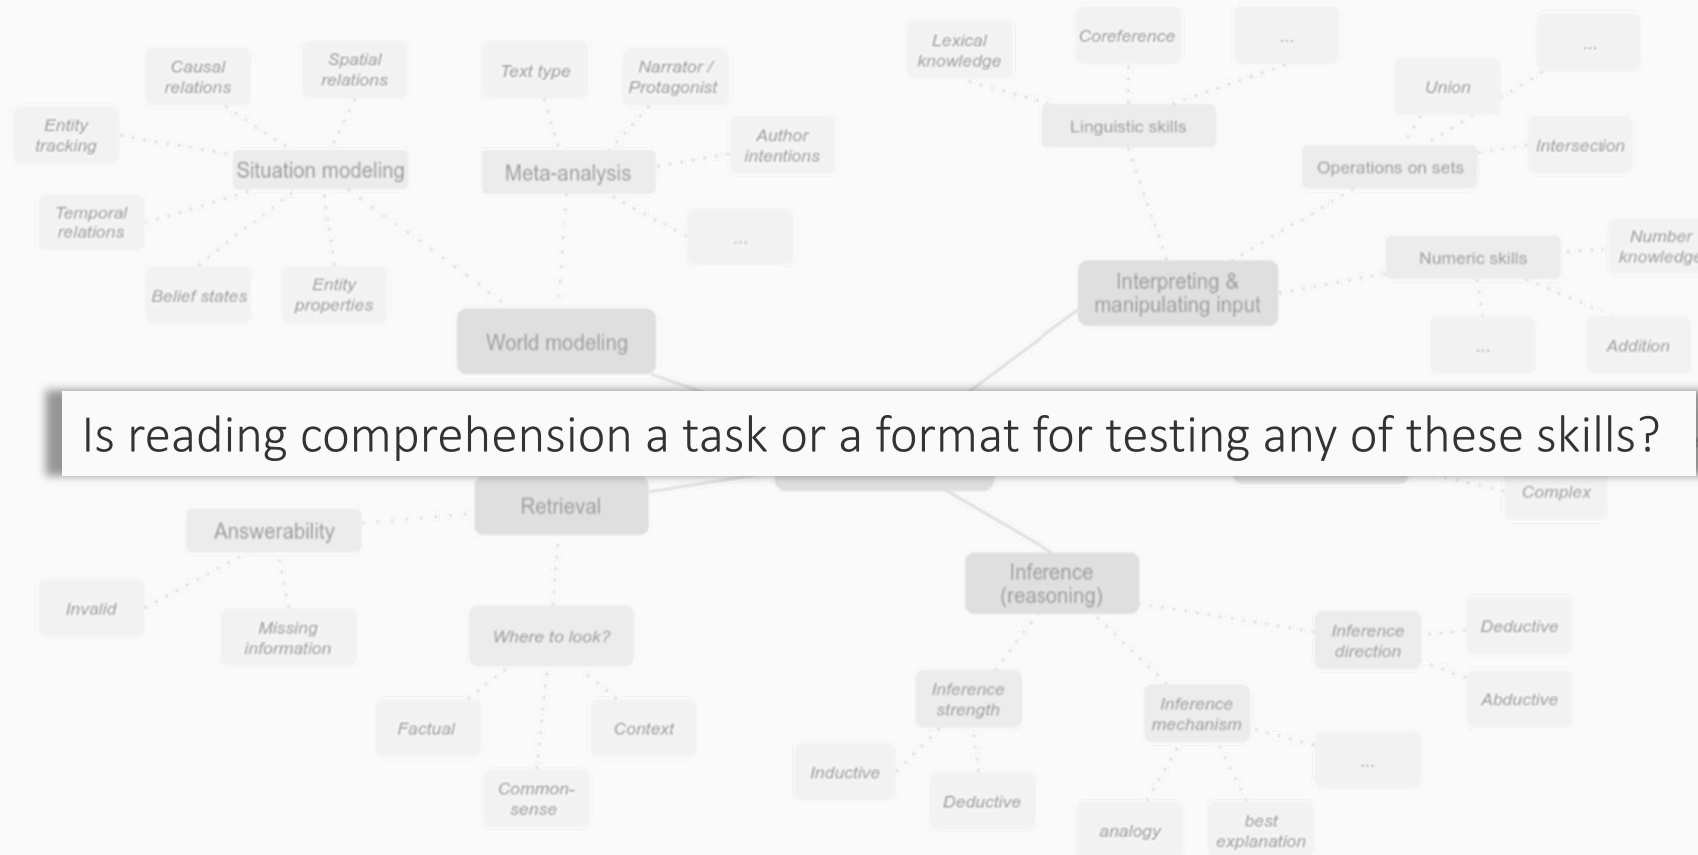 Causal
relations
Spatial
relations
Entity
tracking
Situation modeling
Temporal
relations
Belief states
Entity
properties
Text type
Narrator /
Protagonist
Author
intentions
Meta-analysis
...
World modeling
Lexical
knowledge
Coreference
...
Linguistic skills
Union
...
Intersection
Operations on sets
Interpreting &
manipulating input
Numeric skills
Number
knowledge
...
Addition
Is reading comprehension a task or a format for testing any of these skills?
Retrieval
Answerability
Invalid
Missing
information
Where to look?
Factual
Context
Common-
sense
Complex
Inference
(reasoning)
Inference
direction
Deductive
Abductive
Inference
strength
Inductive
Deductive
Inference
mechanism
...
analogy
best
explanation